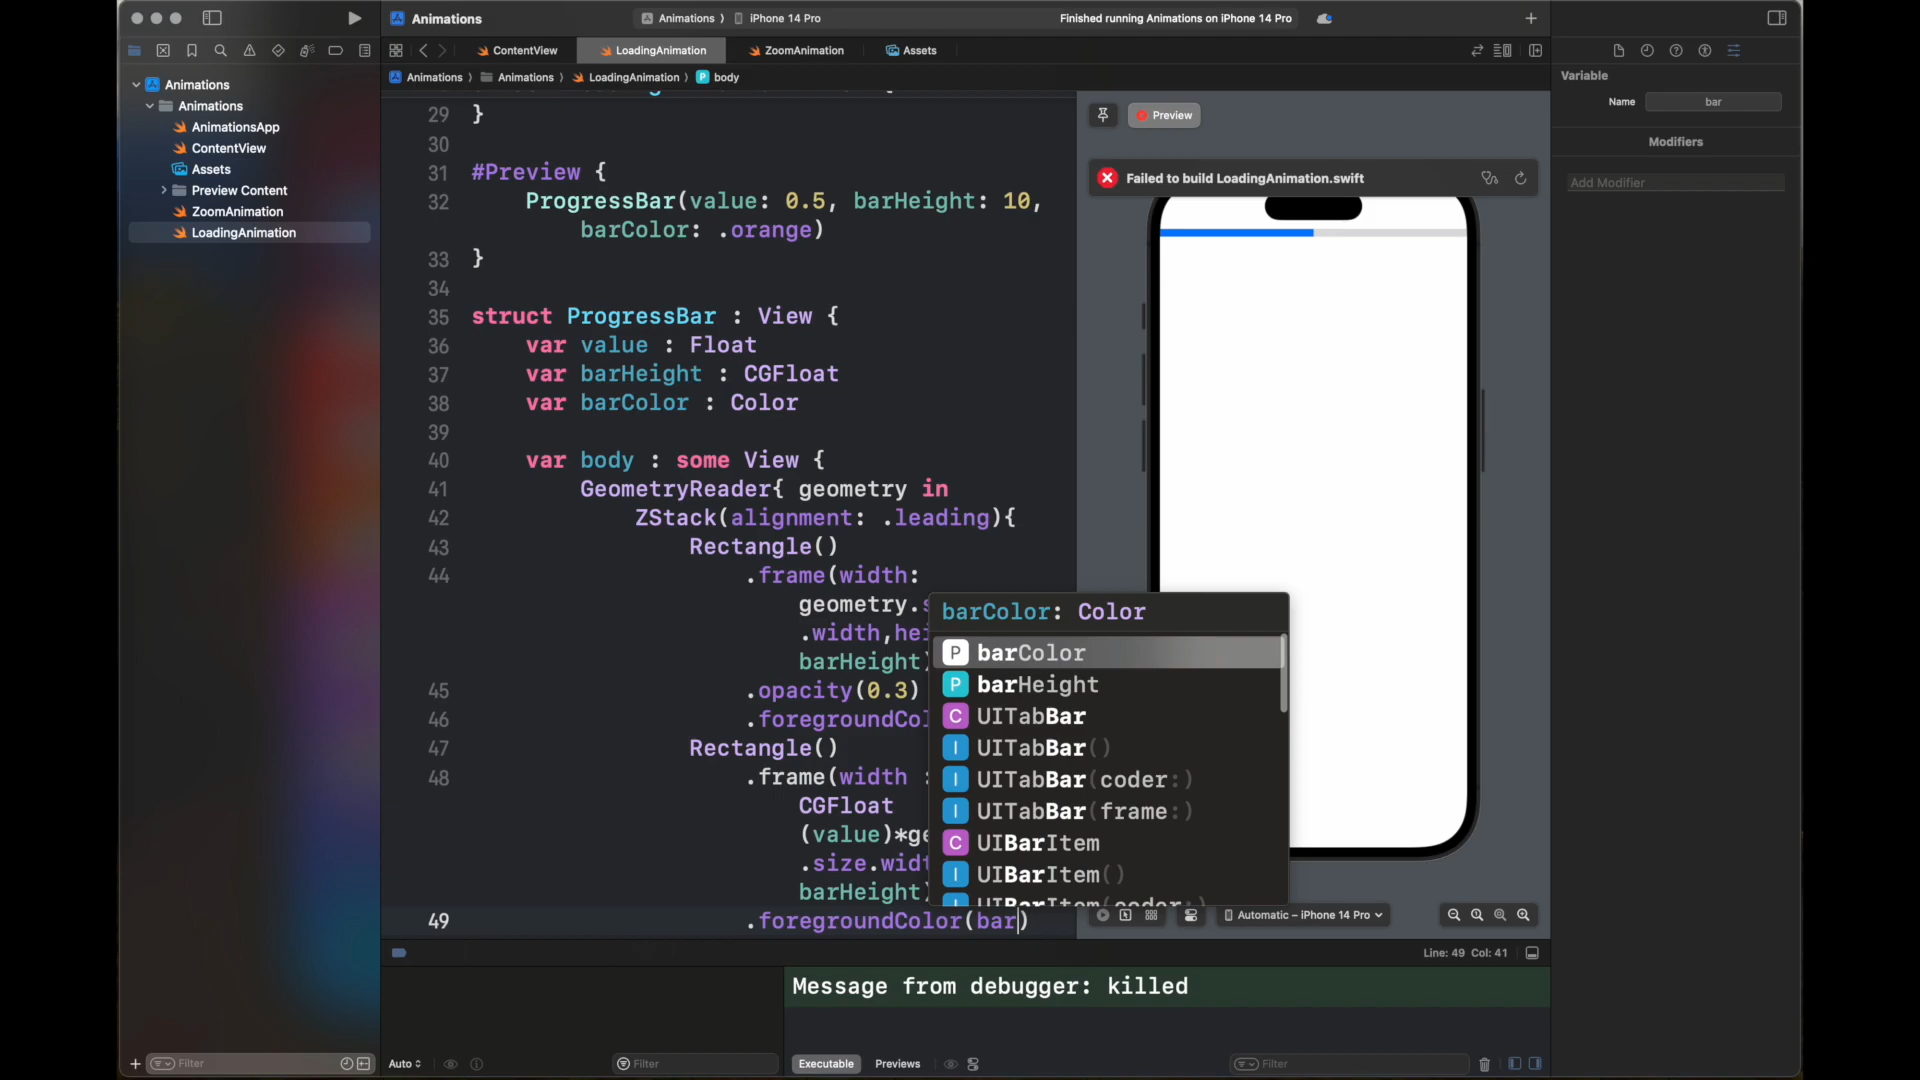 Animations
Animations ⟩ iPhone 14 Pro
Finished running Animations on iPhone 14 Pro
ContentView
LoadingAnimation
ZoomAnimation
Assets
Animations ⟩ Animations ⟩ LoadingAnimation ⟩ P body
Animations
Animations
AnimationsApp
ContentView
Assets
Preview Content
ZoomAnimation
LoadingAnimation
29 }
30
31 #Preview {
32 ProgressBar(value: 0.5, barHeight: 10,
barColor: .orange)
33 }
34
35 struct ProgressBar : View {
36 var value : Float
37 var barHeight : CGFloat
38 var barColor : Color
39
40 var body : some View {
41 GeometryReader{ geometry in
42 ZStack(alignment: .leading){
43 Rectangle()
44 .frame(width:
geometry.
.width,hei
barHeight)
45 .opacity(0.3)
46 .foregroundCol
47 Rectangle()
48 .frame(width :
CGFloat
(value)*ge
.size.widt
barHeight)
49 .foregroundColor(bar)
barColor: Color
P barColor
P barHeight
C UITabBar
I UITabBar()
I UITabBar(coder:)
I UITabBar(frame:)
C UIBarItem
I UIBarItem()
UIBarItem(coder:)
Preview
Failed to build LoadingAnimation.swift
Automatic – iPhone 14 Pro
Variable
Name bar
Modifiers
Add Modifier
Line: 49 Col: 41
Message from debugger: killed
Filter
Auto
Filter
Executable
Previews
Filter